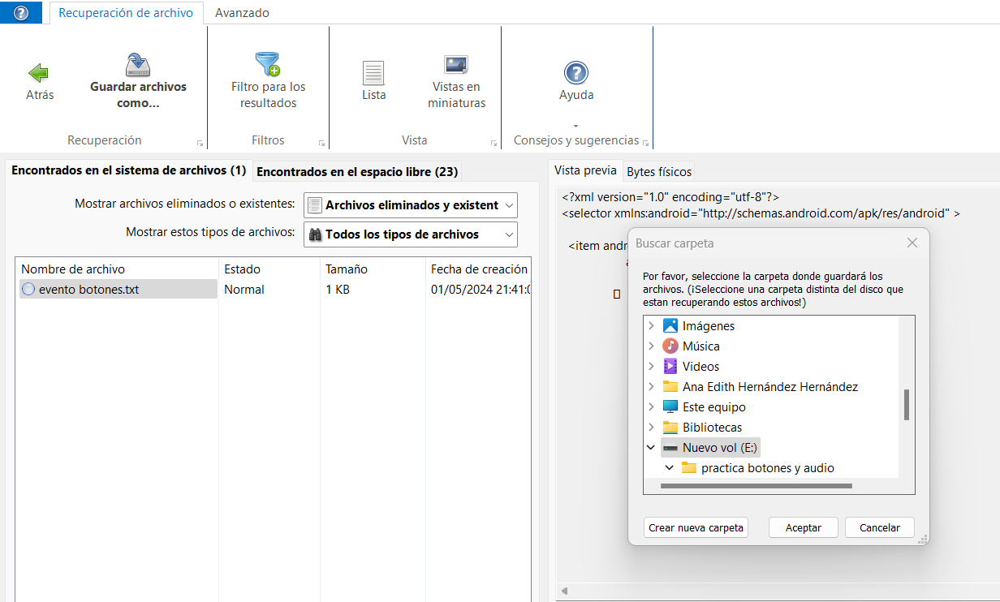 Recuperación de archivo
Avanzado
Atrás
Guardar archivos
como...
Filtro para los
resultados
Lista
Vistas en
miniaturas
Ayuda
Recuperación
Filtros
Vista
Consejos y sugerencias
Encontrados en el sistema de archivos (1)
Encontrados en el espacio libre (23)
Mostrar archivos eliminados o existentes:
Archivos eliminados y existent
Mostrar estos tipos de archivos:
Todos los tipos de archivos
Nombre de archivo
Estado
Tamaño
Fecha de creación
evento botones.txt
Normal
1 KB
01/05/2024 21:41:0
Vista previa
Bytes físicos
<?xml version="1.0" encoding="utf-8"?>
<selector xmlns:android="http://schemas.android.com/apk/res/android" >
<item andr
a
Buscar carpeta
Por favor, seleccione la carpeta donde guardará los
archivos. (¡Seleccione una carpeta distinta del disco que
estan recuperando estos archivos!)
Imágenes
Música
Videos
Ana Edith Hernández Hernández
Este equipo
Bibliotecas
Nuevo vol (E:)
practica botones y audio
Crear nueva carpeta
Aceptar
Cancelar